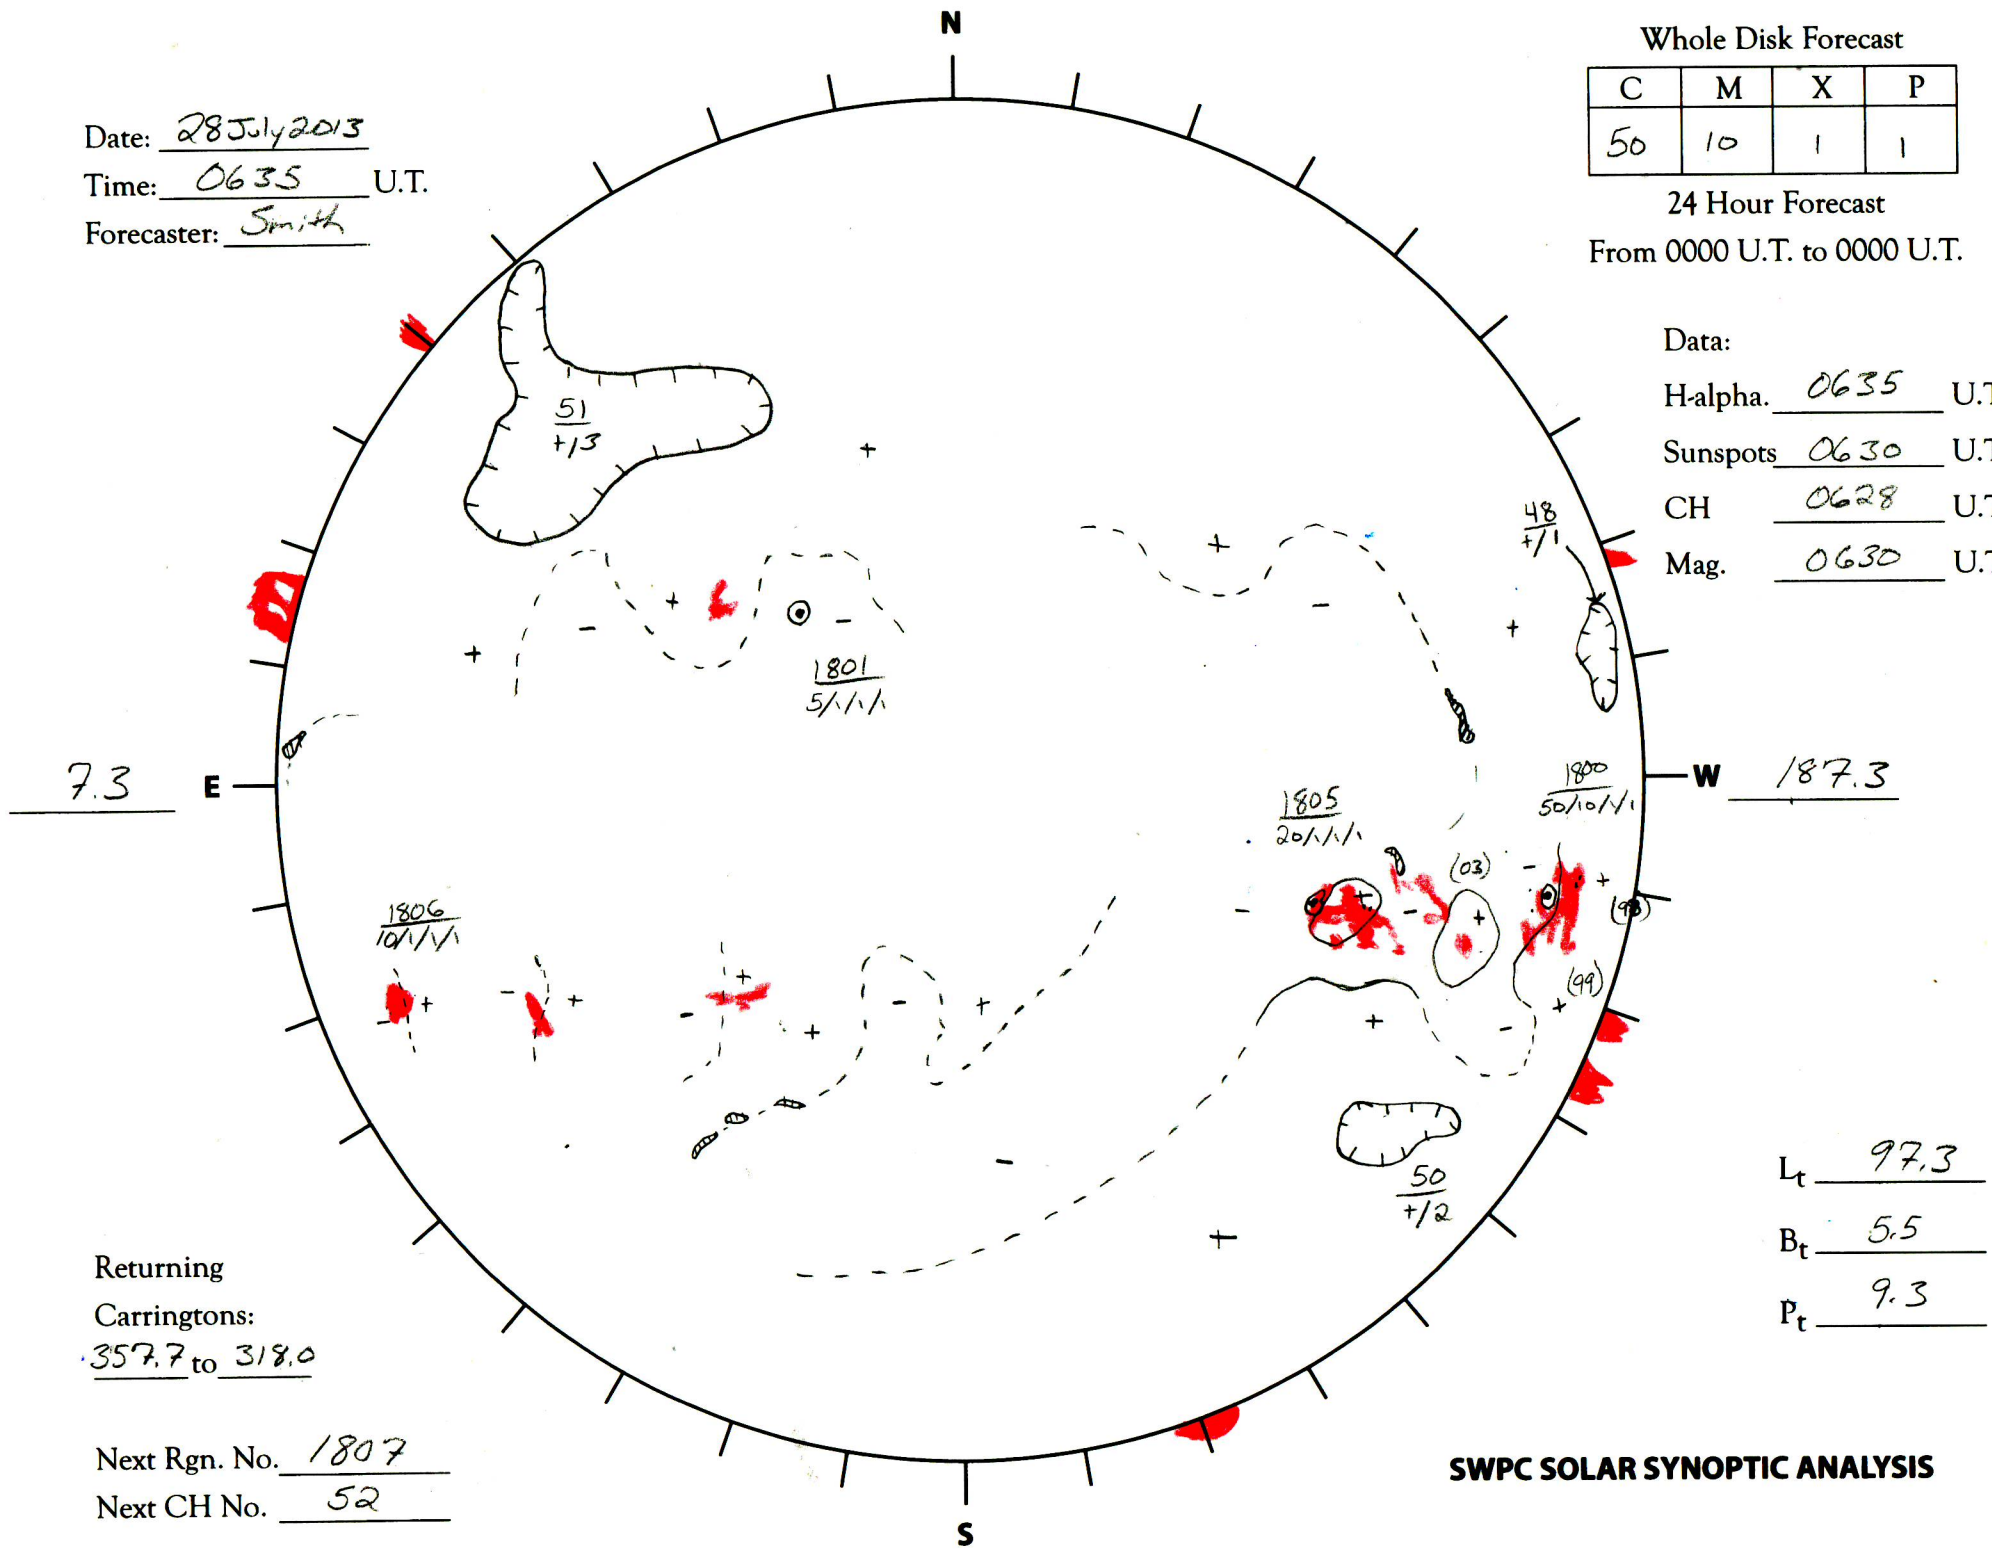 N
Whole Disk Forecast
C M X P
50 10 1 1
24 Hour Forecast
From 0000 U.T. to 0000 U.T.
Date: 28 July 2013
Time: 0635 U.T.
Forecaster: Smith
Data:
H-alpha. 0635 U.T
Sunspots 0630 U.T
CH 0628 U.T
Mag. 0630 U.T
51
+/3
48
+/1
1801
5/1/1/1
7.3 E
W 187.3
1800
50/10/1/1
1805
20/1/1/1
(03)
(98)
(99)
1806
10/1/1/1
50
+/2
Lt 97.3
Bt 5.5
Pt 9.3
Returning
Carringtons:
357.7 to 318.0
Next Rgn. No. 1807
Next CH No. 52
SWPC SOLAR SYNOPTIC ANALYSIS
S